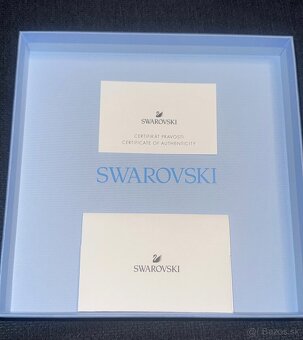 SWAROVSKI
CERTIFIKÁT PRAVOSTI
CERTIFICATE OF AUTHENTICITY
SWAROVSKI
SWAROVSKI
bazos.sk